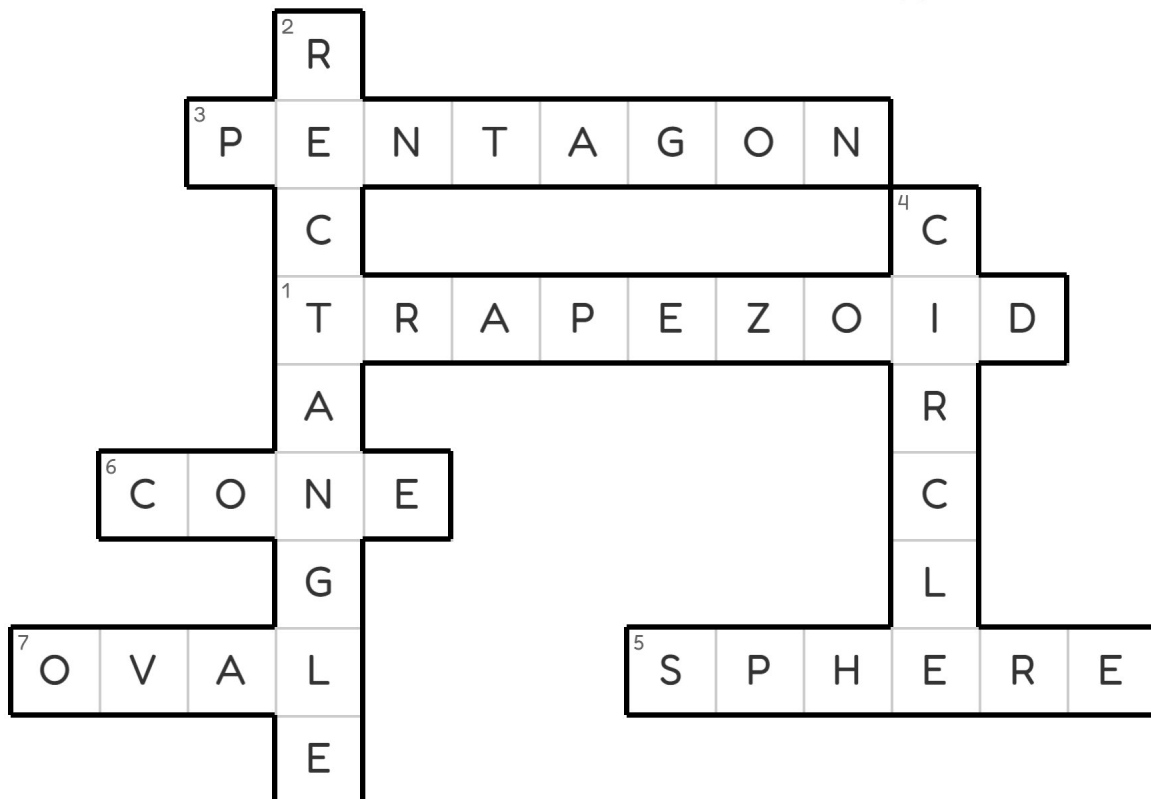 2 R
3 P E N T A G O N
C 4 C
1 T R A P E Z O I D
A R
6 C O N E C
G L
7 O V A L 5 S P H E R E
E